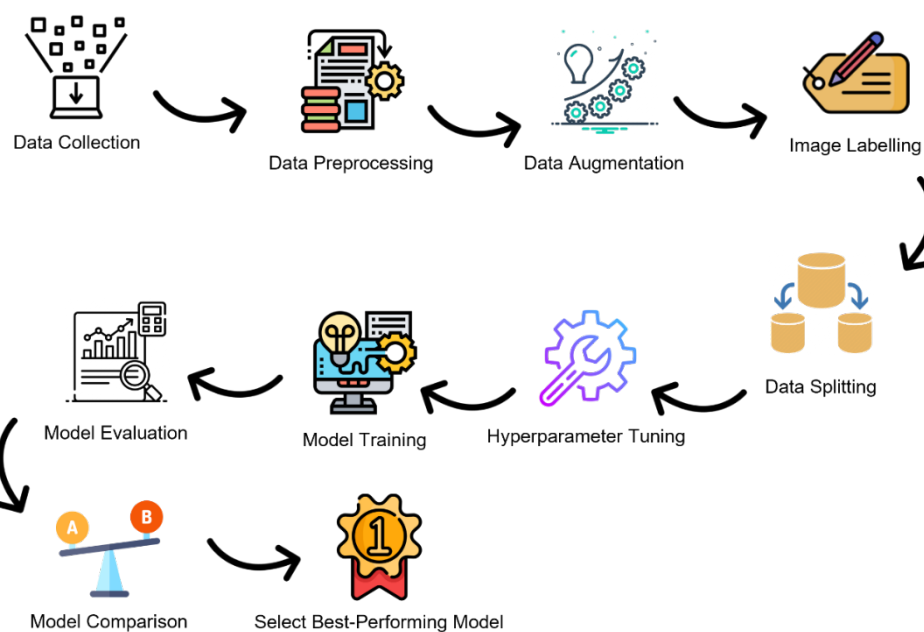 Data Collection
Data Preprocessing
Data Augmentation
Image Labelling
Data Splitting
Hyperparameter Tuning
Model Training
Model Evaluation
A
B
Model Comparison
1
Select Best-Performing Model